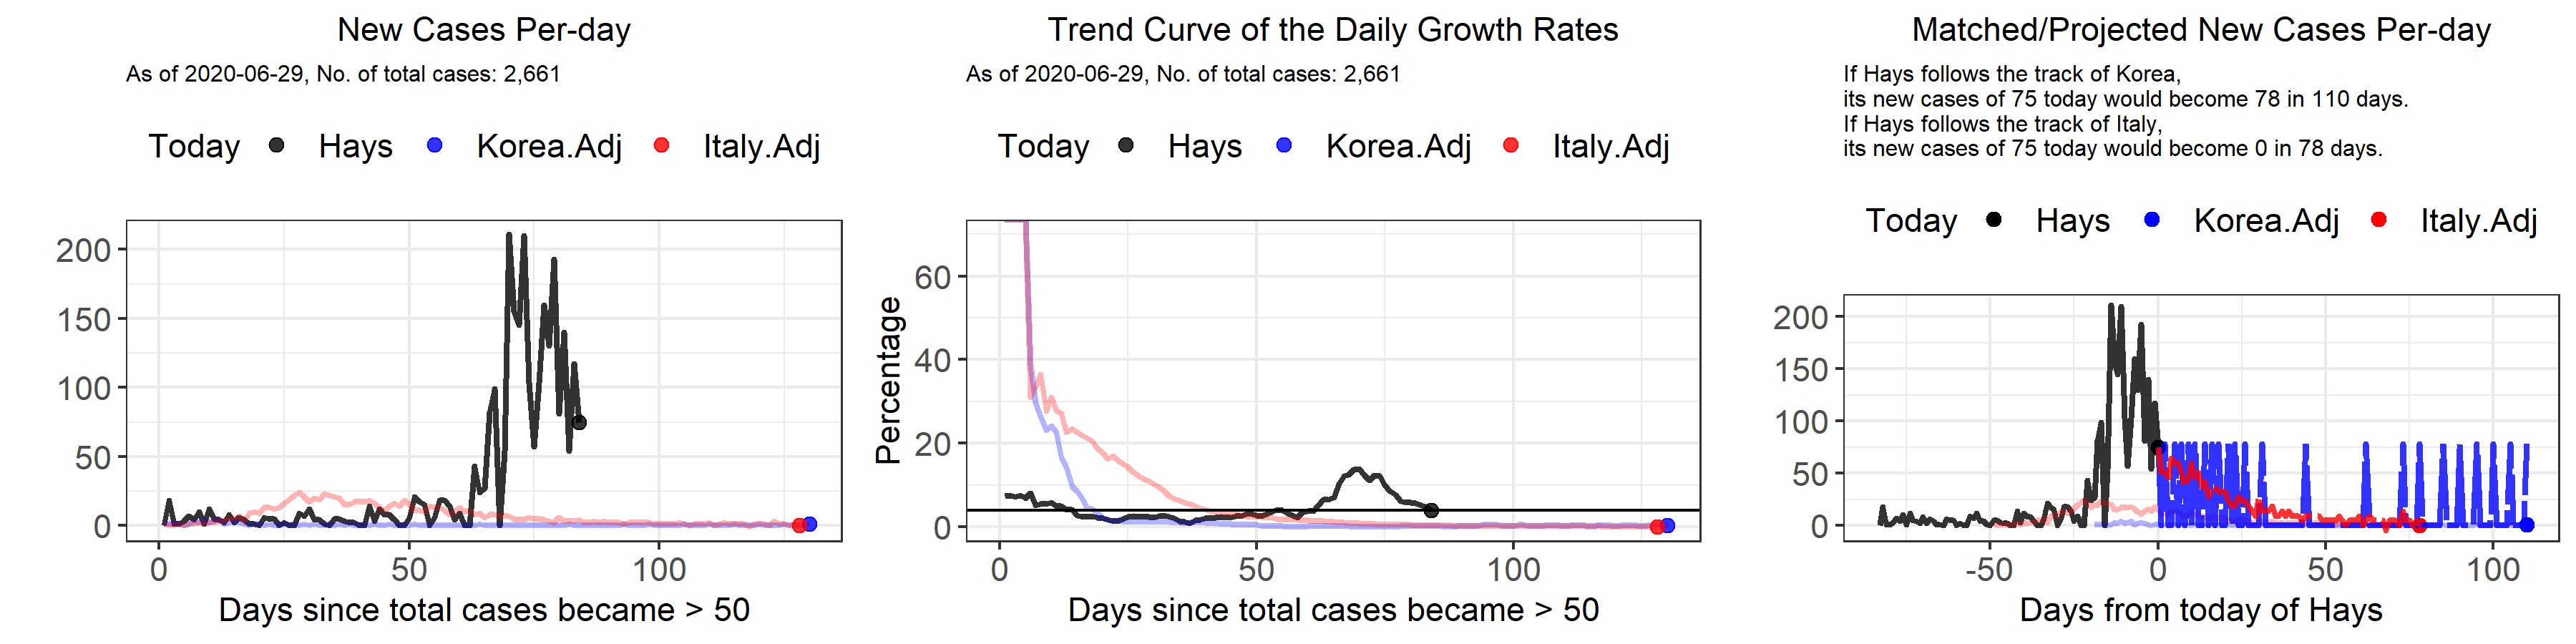 New Cases Per-day
As of 2020-06-29, No. of total cases: 2,661
Today Hays Korea.Adj Italy.Adj
200
150
100
50
0
0 50 100
Days since total cases became > 50
Trend Curve of the Daily Growth Rates
As of 2020-06-29, No. of total cases: 2,661
Today Hays Korea.Adj Italy.Adj
Percentage
60
40
20
0
0 50 100
Days since total cases became > 50
Matched/Projected New Cases Per-day
If Hays follows the track of Korea,
its new cases of 75 today would become 78 in 110 days.
If Hays follows the track of Italy,
its new cases of 75 today would become 0 in 78 days.
Today Hays Korea.Adj Italy.Adj
200
150
100
50
0
-50 0 50 100
Days from today of Hays